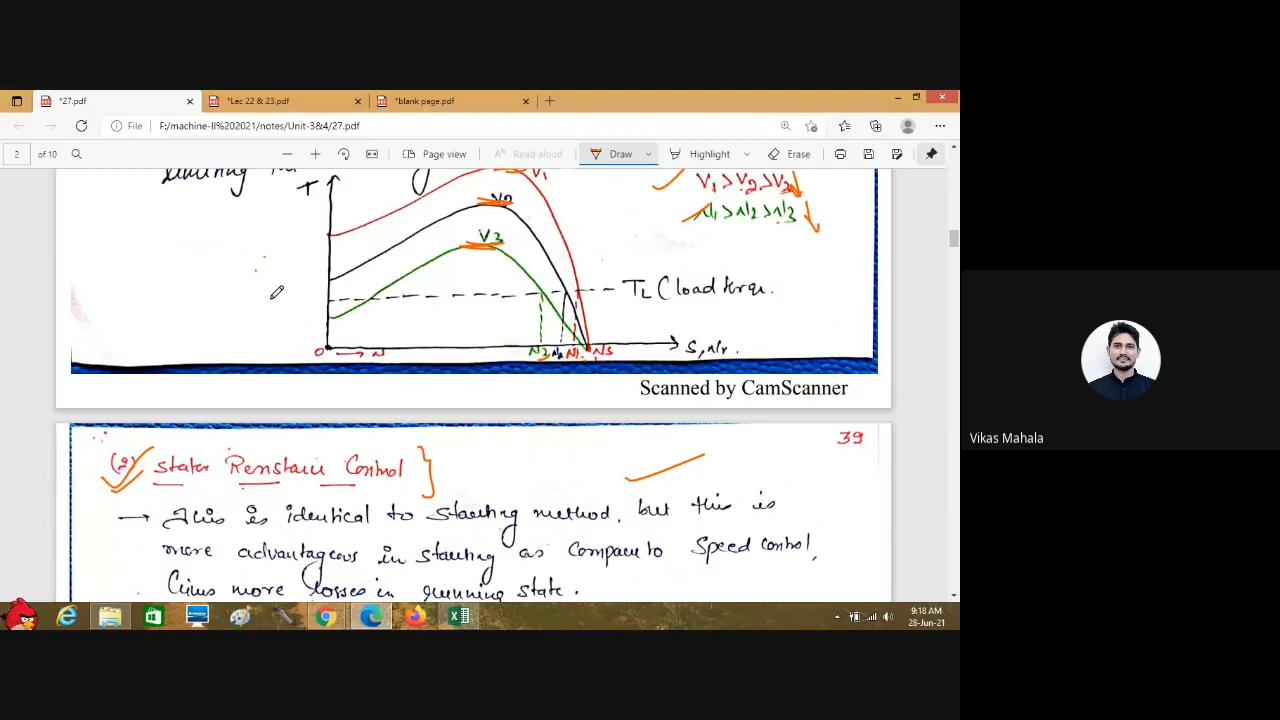 *27.pdf
*Lec 22 & 23.pdf
*blank page.pdf
File
F:/machine-II%202021/notes/Unit-3&4/27.pdf
2 of 10
Page view
Read aloud
Draw
Highlight
Erase
T
V1
V1 > V2 > V3
V2
N1 > N2 > N3
V3
TL (load
0 → N
N3 N2 N1 NS
Scanned by CamScanner
39
(2) Stator Control
→ This is identical to starting method, but this is
more advantageous in starting as compare to Speed control,
more losses in running state.
Vikas Mahala
9:18 AM
28-Jun-21